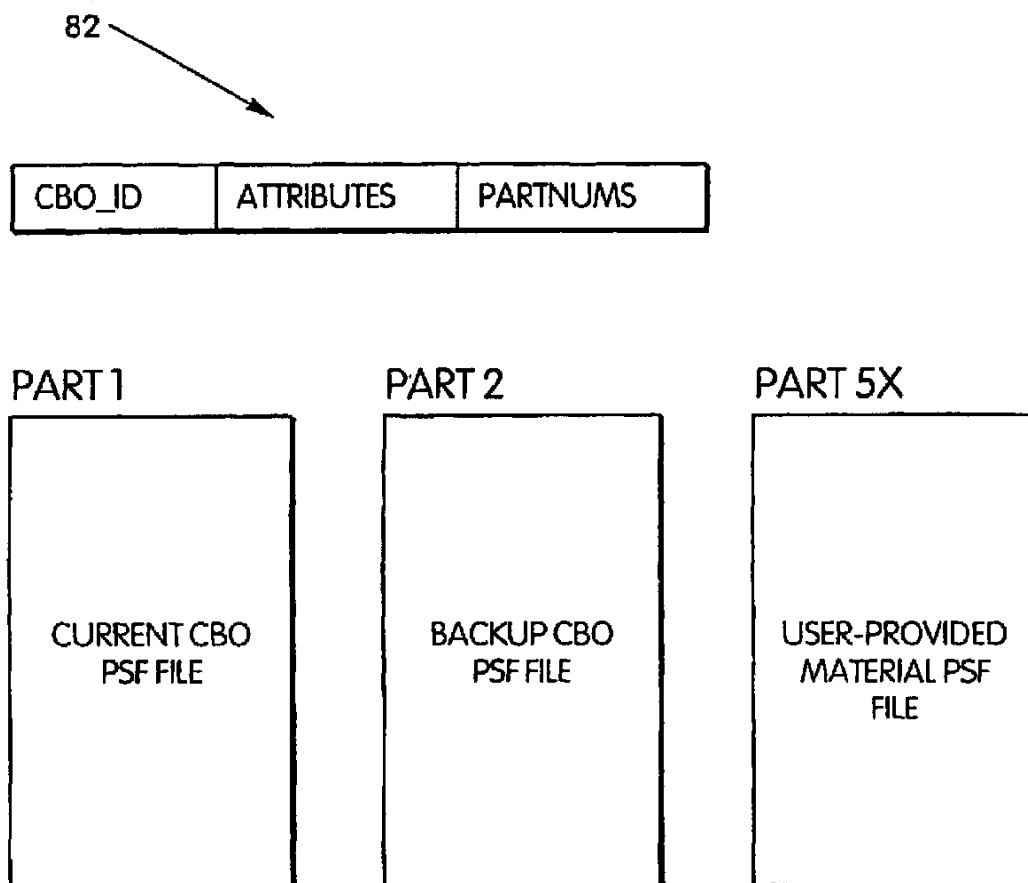 82
CBO_ID ATTRIBUTES PARTNUMS
PART 1 PART 2 PART 5X
CURRENT CBO
PSF FILE
BACKUP CBO
PSF FILE
USER-PROVIDED
MATERIAL PSF
FILE